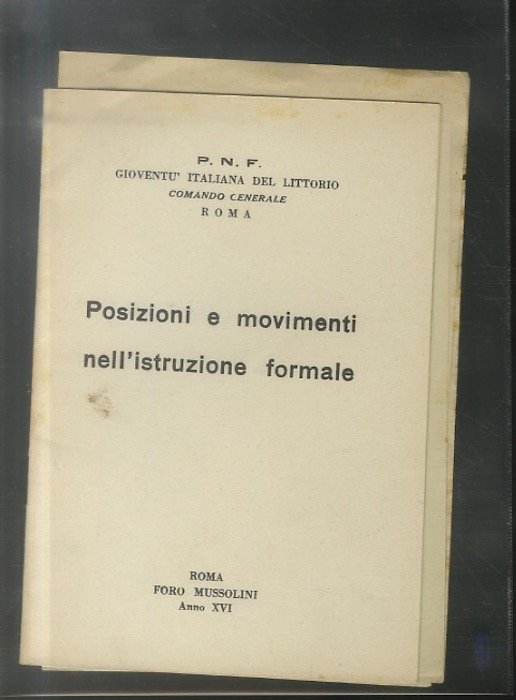 P. N. F.
GIOVENTU' ITALIANA DEL LITTORIO
COMANDO GENERALE
ROMA
Posizioni e movimenti
nell'istruzione formale
ROMA
FORO MUSSOLINI
Anno XVI